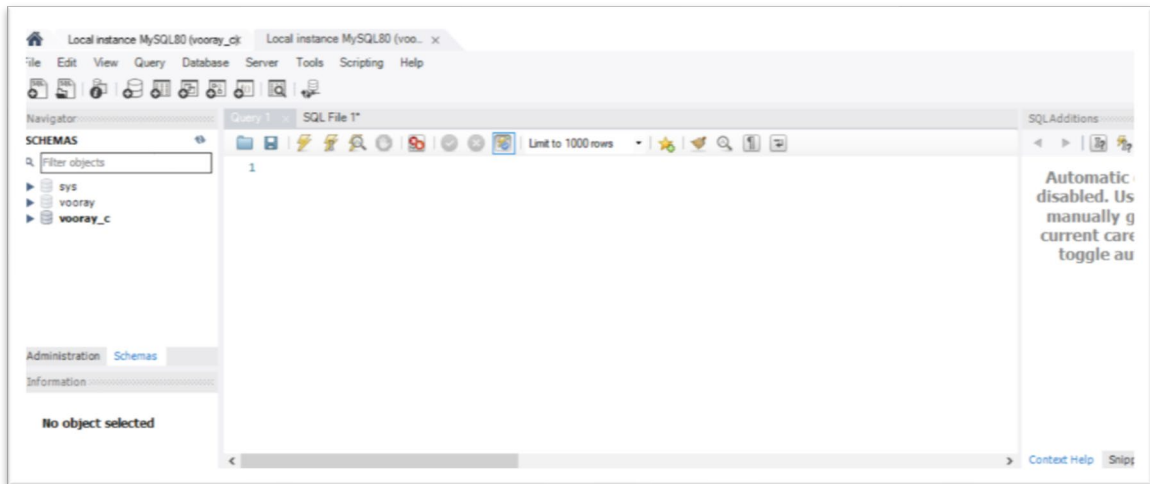 Local instance MySQL80 (vooray_c) Local instance MySQL80 (voo..
File Edit View Query Database Server Tools Scripting Help
Navigator
Query 1 SQL File 1*
SQLAdditions
SCHEMAS
Limit to 1000 rows
Filter objects
1
sys
vooray
vooray_c
Automatic
disabled. Us
manually g
current care
toggle au
Administration Schemas
Information
No object selected
Context Help Snipp